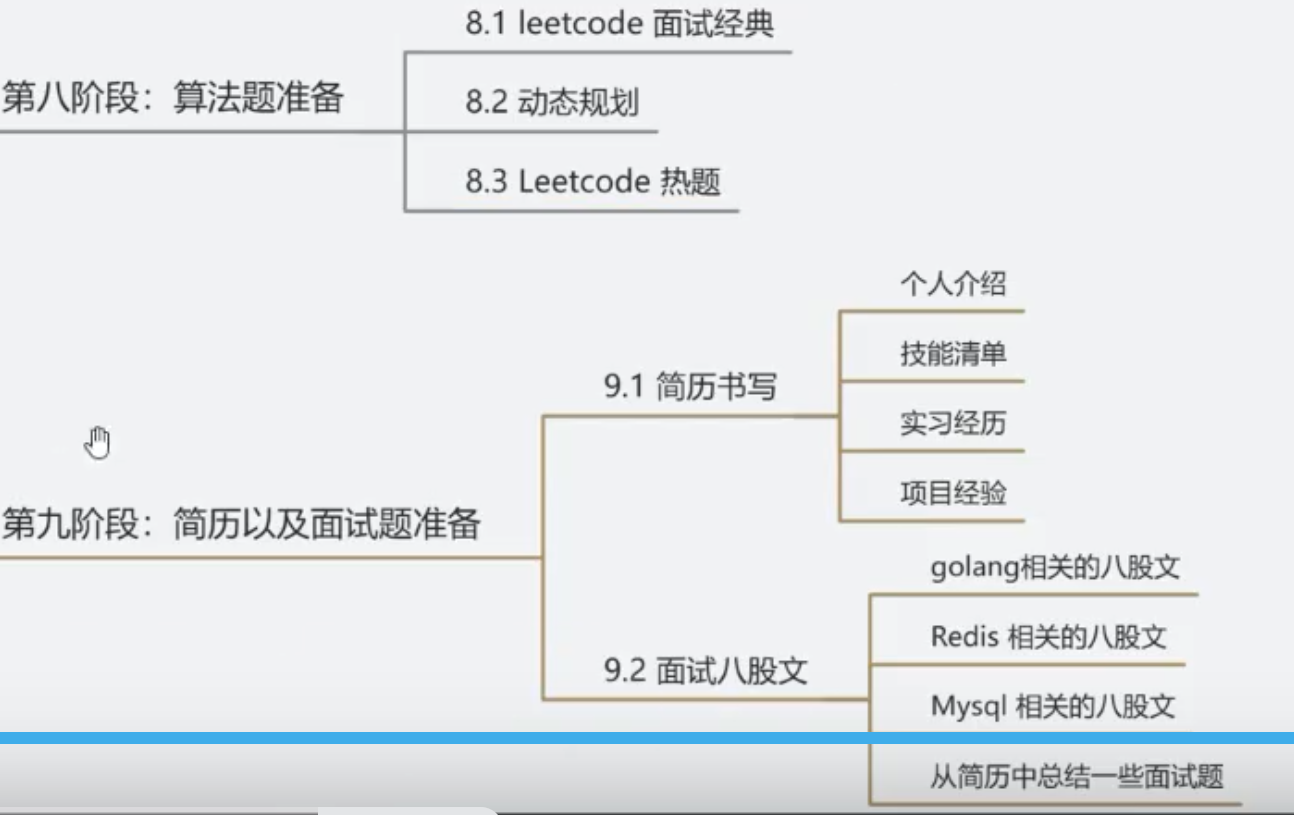 8.1 leetcode 面试经典
第八阶段：算法题准备
8.2 动态规划
8.3 Leetcode 热题
个人介绍
技能清单
9.1 简历书写
实习经历
项目经验
第九阶段：简历以及面试题准备
golang相关的八股文
Redis 相关的八股文
9.2 面试八股文
Mysql 相关的八股文
从简历中总结一些面试题